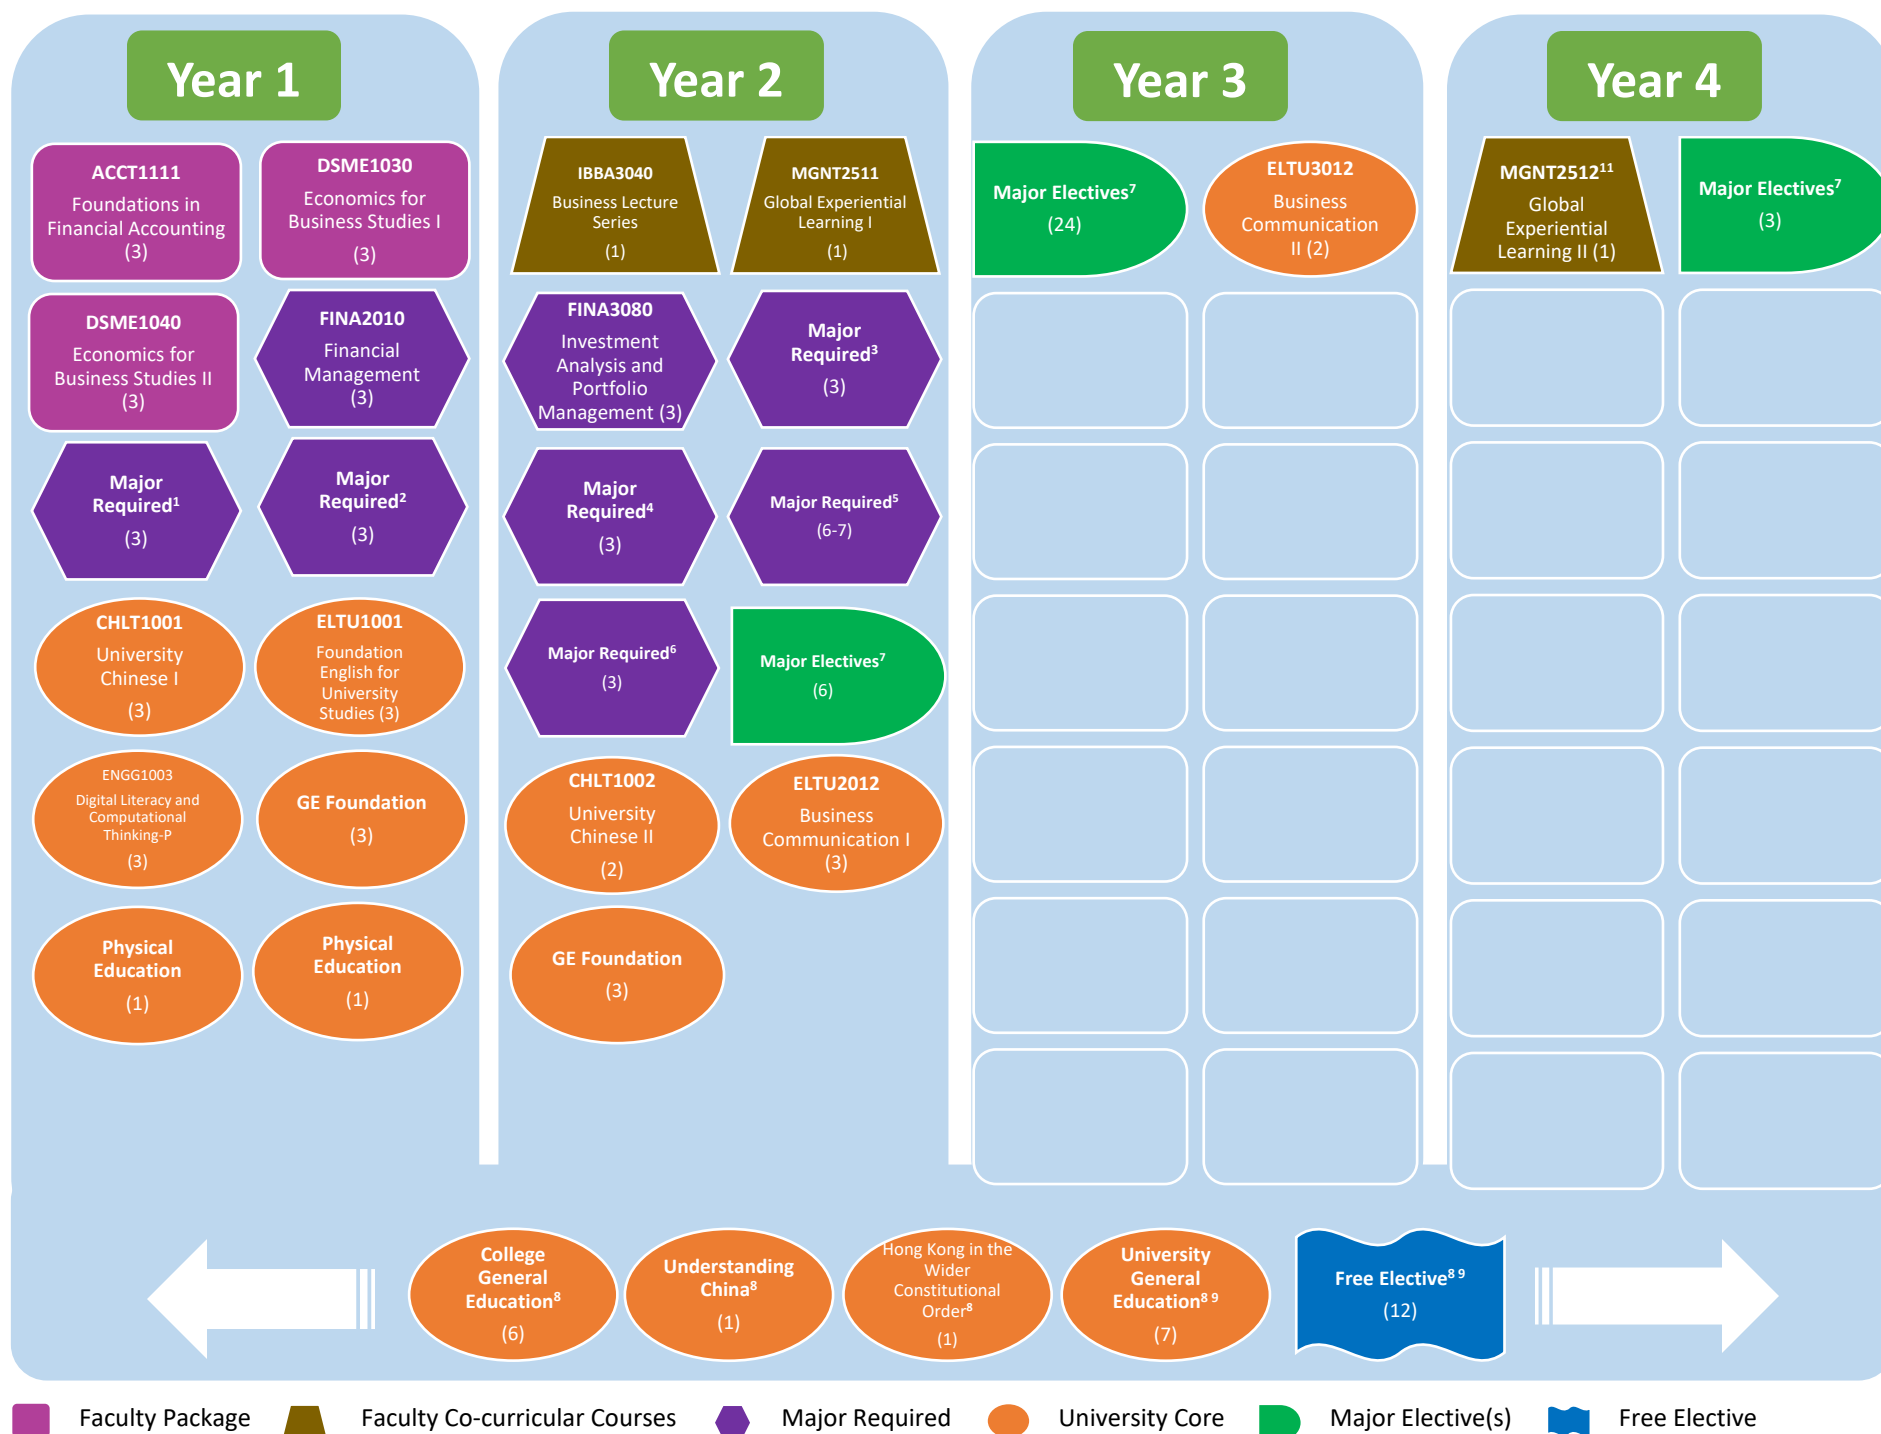 Year 1
ACCT1111
Foundations in
Financial Accounting
(3)
DSME1030
Economics for
Business Studies I
(3)
DSME1040
Economics for
Business Studies II
(3)
FINA2010
Financial
Management
(3)
Major
Required¹
(3)
Major
Required²
(3)
CHLT1001
University
Chinese I
(3)
ELTU1001
Foundation
English for
University
Studies (3)
ENGG1003
Digital Literacy and
Computational
Thinking-P
(3)
GE Foundation
(3)
Physical
Education
(1)
Physical
Education
(1)
Year 2
IBBA3040
Business Lecture
Series
(1)
MGNT2511
Global Experiential
Learning I
(1)
FINA3080
Investment
Analysis and
Portfolio
Management (3)
Major
Required³
(3)
Major
Required⁴
(3)
Major Required⁵
(6-7)
Major Required⁶
(3)
Major Electives⁷
(6)
CHLT1002
University
Chinese II
(2)
ELTU2012
Business
Communication I
(3)
GE Foundation
(3)
Year 3
Major Electives⁷
(24)
ELTU3012
Business
Communication
II (2)
Year 4
MGNT2512¹¹
Global
Experiential
Learning II (1)
Major Electives⁷
(3)
College
General
Education⁸
(6)
Understanding
China⁸
(1)
Hong Kong in the
Wider
Constitutional
Order⁸
(1)
University
General
Education⁸ ⁹
(7)
Free Elective⁸ ⁹
(12)
Faculty Package
Faculty Co-curricular Courses
Major Required
University Core
Major Elective(s)
Free Elective